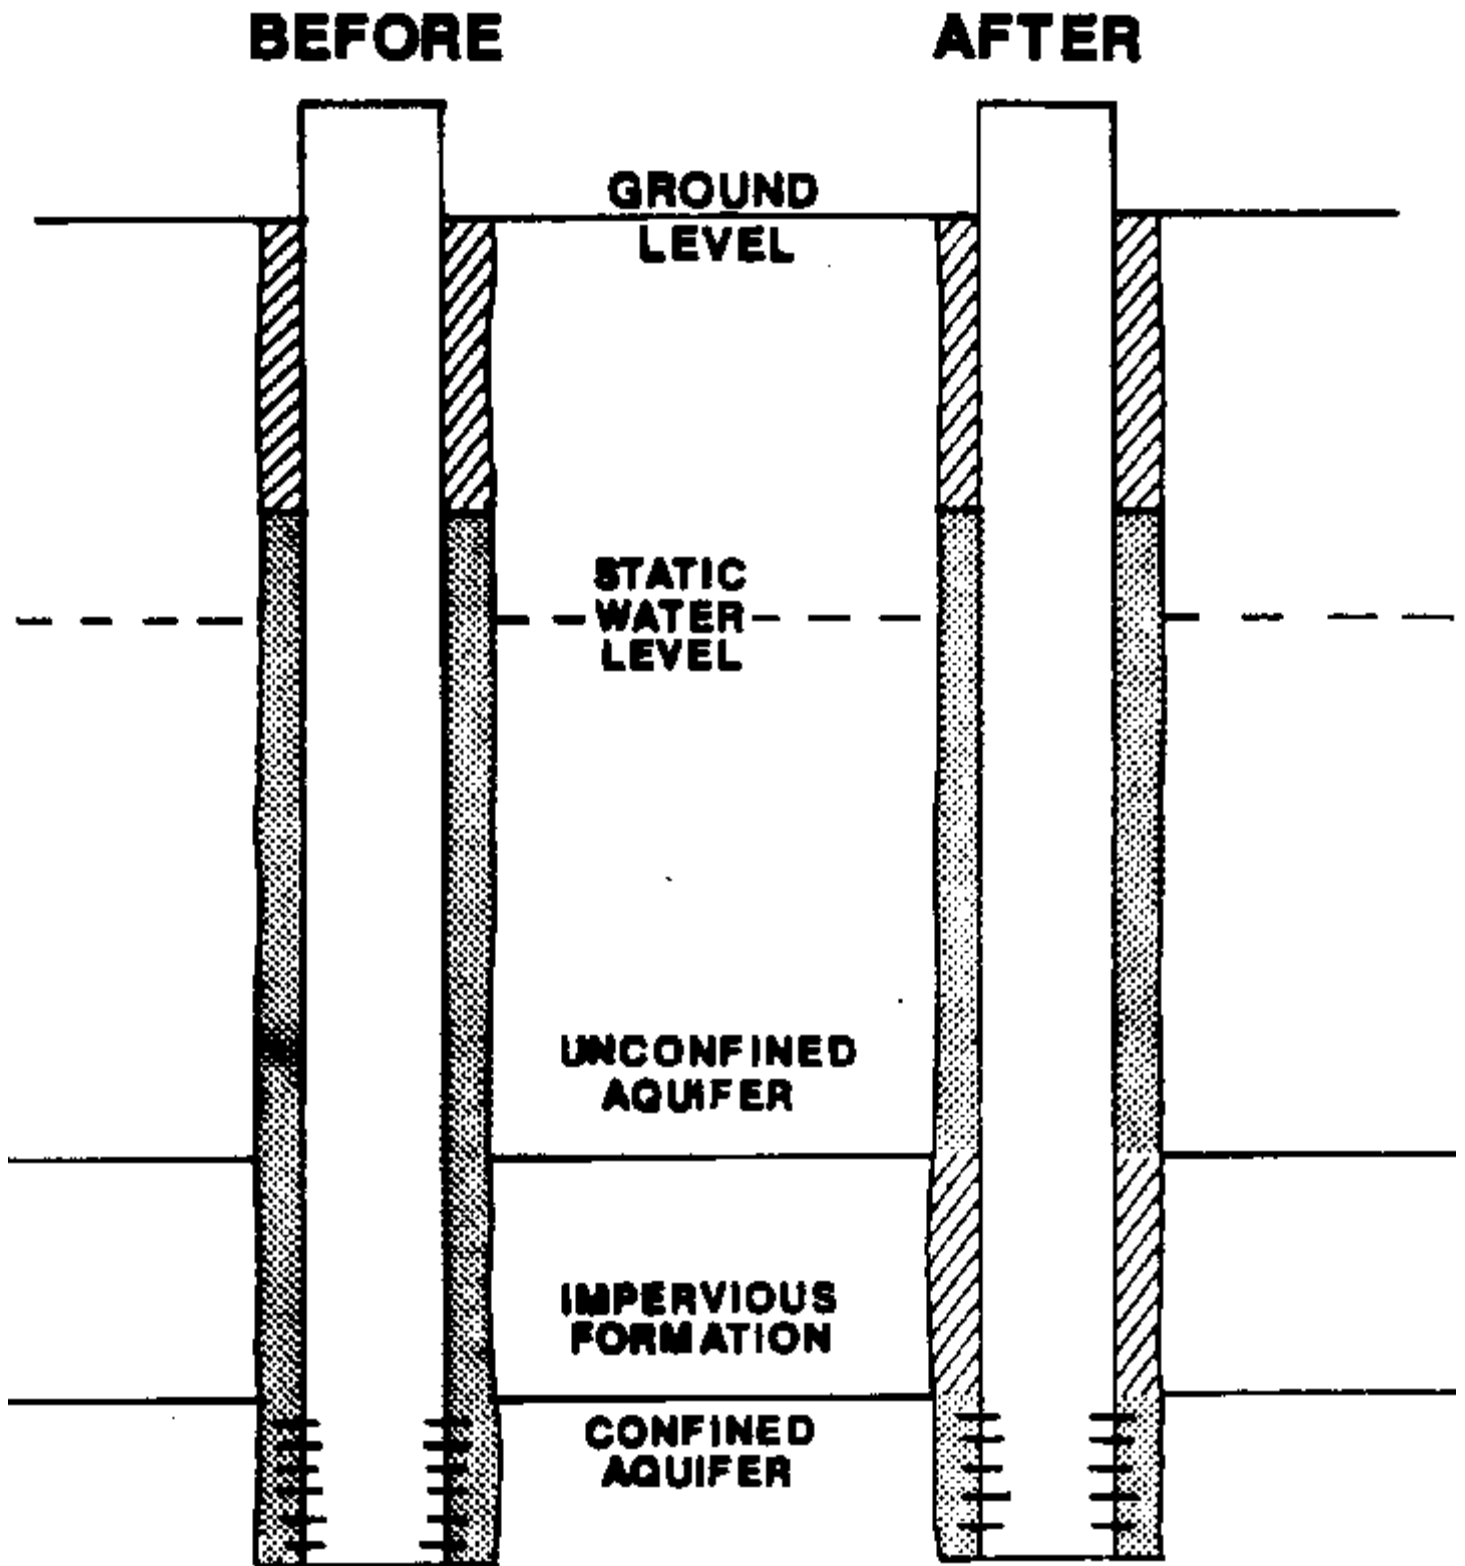 BEFORE
AFTER
GROUND
LEVEL
STATIC
WATER
LEVEL
UNCONFINED
AQUIFER
IMPERVIOUS
FORMATION
CONFINED
AQUIFER